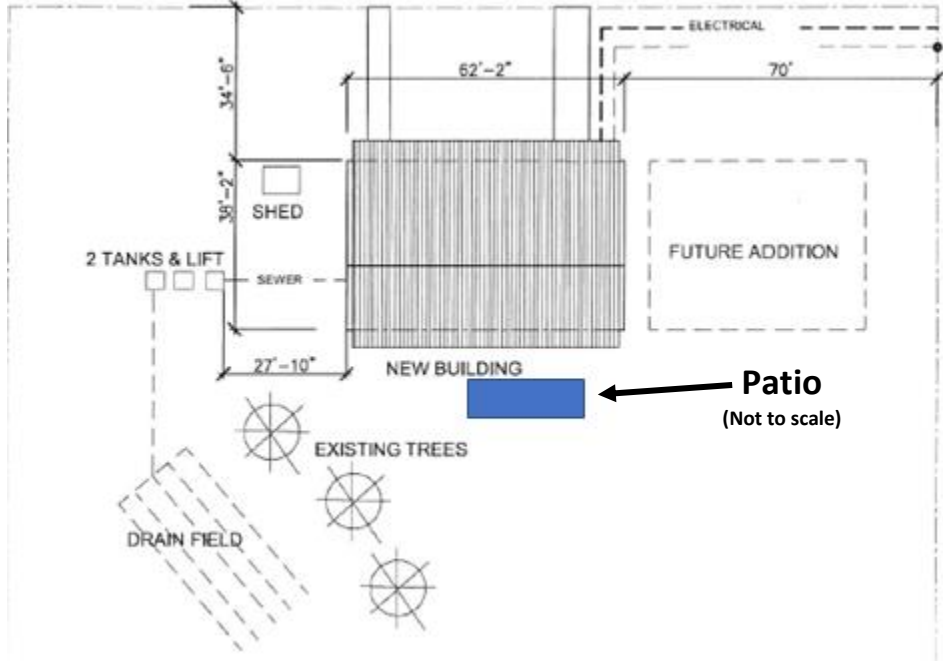 ELECTRICAL
62'-2"
70'
34'-6"
38'-2"
SHED
FUTURE ADDITION
2 TANKS & LIFT
SEWER
27'-10"
NEW BUILDING
Patio
(Not to scale)
EXISTING TREES
DRAIN FIELD